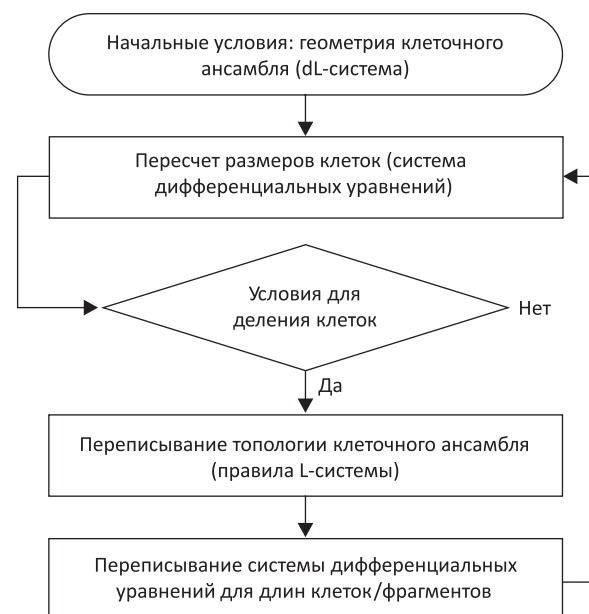 Начальные условия: геометрия клеточного
ансамбля (dL-система)
Пересчет размеров клеток (система
дифференциальных уравнений)
Условия для
деления клеток
Нет
Да
Переписывание топологии клеточного ансамбля
(правила L-системы)
Переписывание системы дифференциальных
уравнений для длин клеток/фрагментов